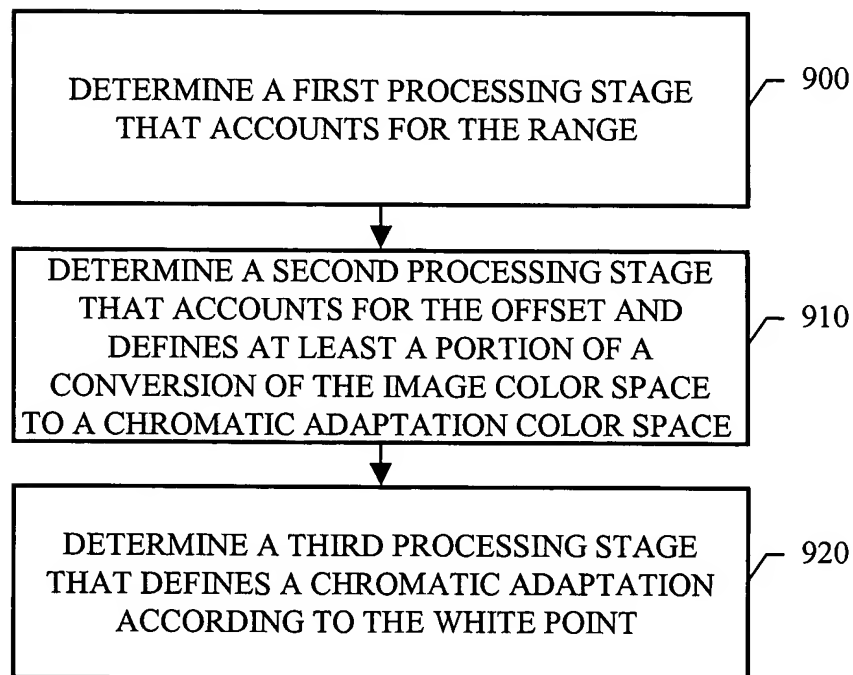 DETERMINE A FIRST PROCESSING STAGE
THAT ACCOUNTS FOR THE RANGE
900
DETERMINE A SECOND PROCESSING STAGE
THAT ACCOUNTS FOR THE OFFSET AND
DEFINES AT LEAST A PORTION OF A
CONVERSION OF THE IMAGE COLOR SPACE
TO A CHROMATIC ADAPTATION COLOR SPACE
910
DETERMINE A THIRD PROCESSING STAGE
THAT DEFINES A CHROMATIC ADAPTATION
ACCORDING TO THE WHITE POINT
920